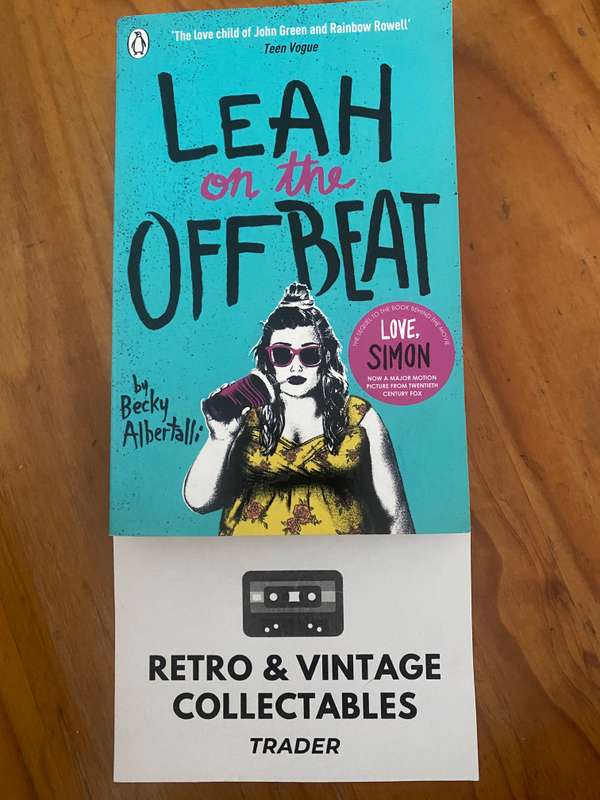 'The love child of John Green and Rainbow Rowell'
Teen Vogue
LEAH
on the
OFF BEAT
by
Becky
Albertalli
THE SEQUEL TO THE BOOK BEHIND THE MOVIE
LOVE,
SIMON
NOW A MAJOR MOTION
PICTURE FROM TWENTIETH
CENTURY FOX
RETRO & VINTAGE
COLLECTABLES
TRADER